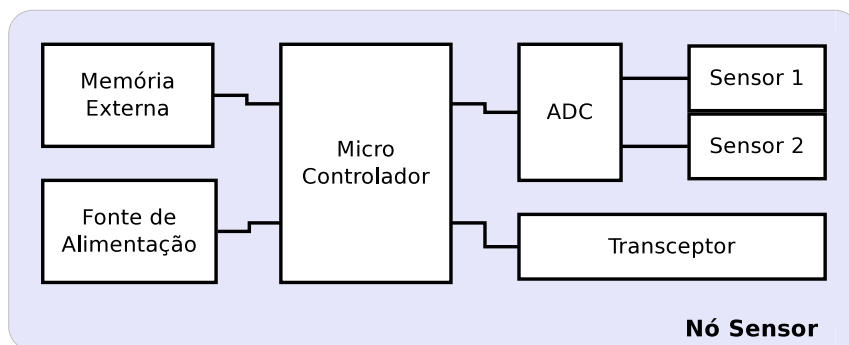 Memória
Externa
Fonte de
Alimentação
Micro
Controlador
ADC
Sensor 1
Sensor 2
Transceptor
Nó Sensor